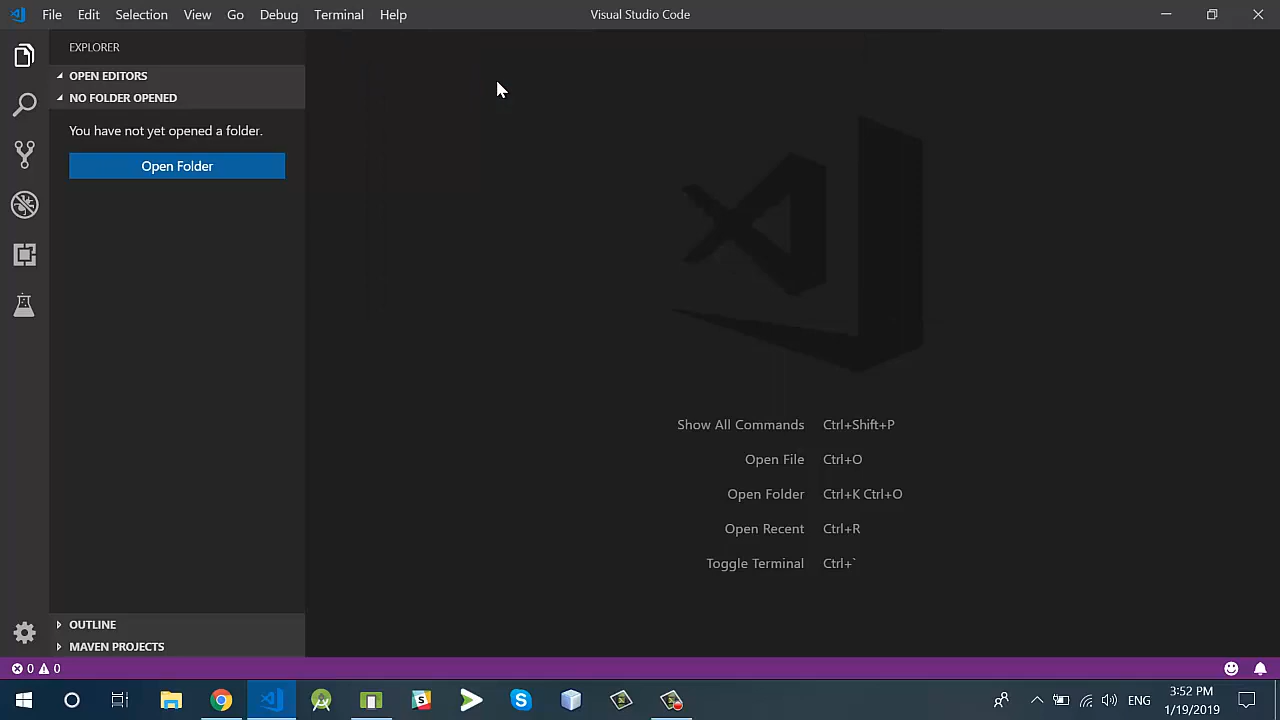 File Edit Selection View Go Debug Terminal Help Visual Studio Code
EXPLORER
OPEN EDITORS
NO FOLDER OPENED
You have not yet opened a folder.
Open Folder
Show All Commands Ctrl+Shift+P
Open File Ctrl+O
Open Folder Ctrl+K Ctrl+O
Open Recent Ctrl+R
Toggle Terminal Ctrl+`
OUTLINE
MAVEN PROJECTS
0 0
ENG
3:52 PM
1/19/2019